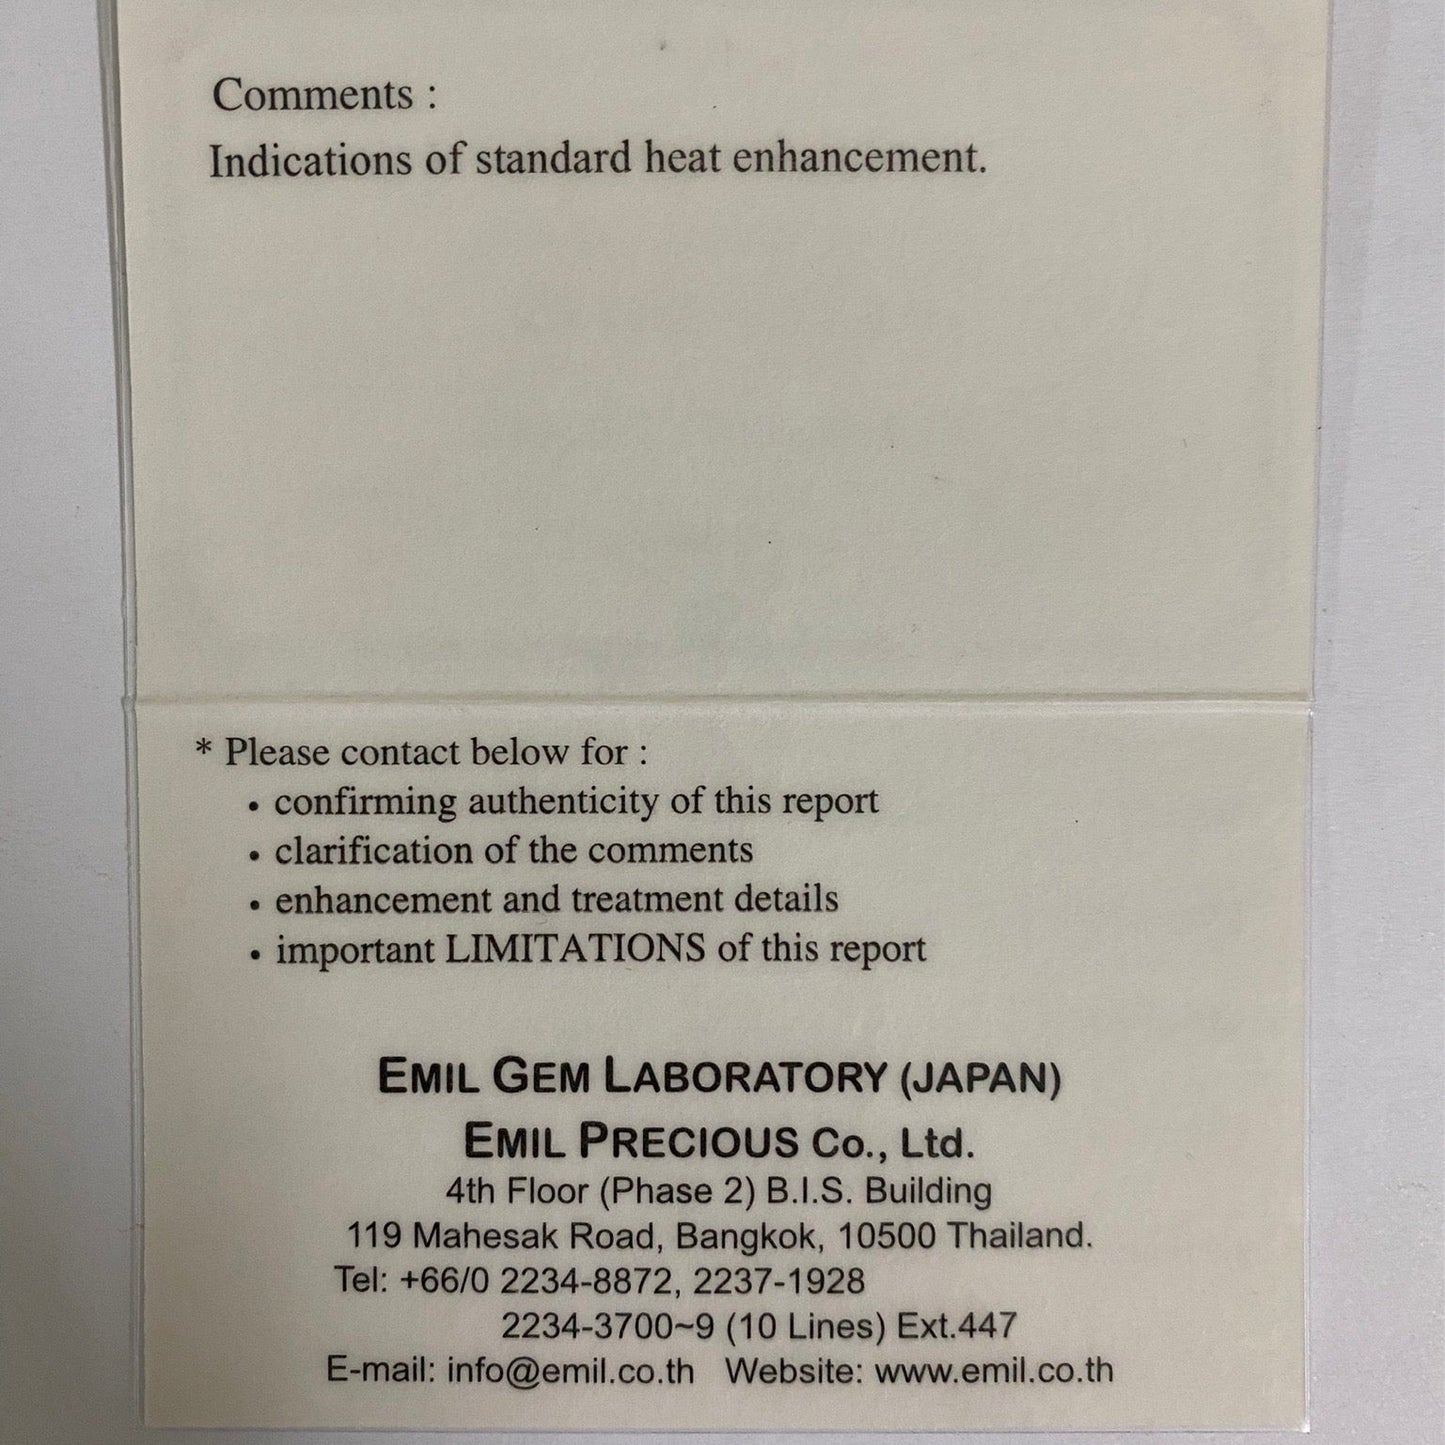 Comments :
Indications of standard heat enhancement.
* Please contact below for :
• confirming authenticity of this report
• clarification of the comments
• enhancement and treatment details
• important LIMITATIONS of this report
EMIL GEM LABORATORY (JAPAN)
EMIL PRECIOUS Co., Ltd.
4th Floor (Phase 2) B.I.S. Building
119 Mahesak Road, Bangkok, 10500 Thailand.
Tel: +66/0 2234-8872, 2237-1928
2234-3700~9 (10 Lines) Ext.447
E-mail: info@emil.co.th Website: www.emil.co.th